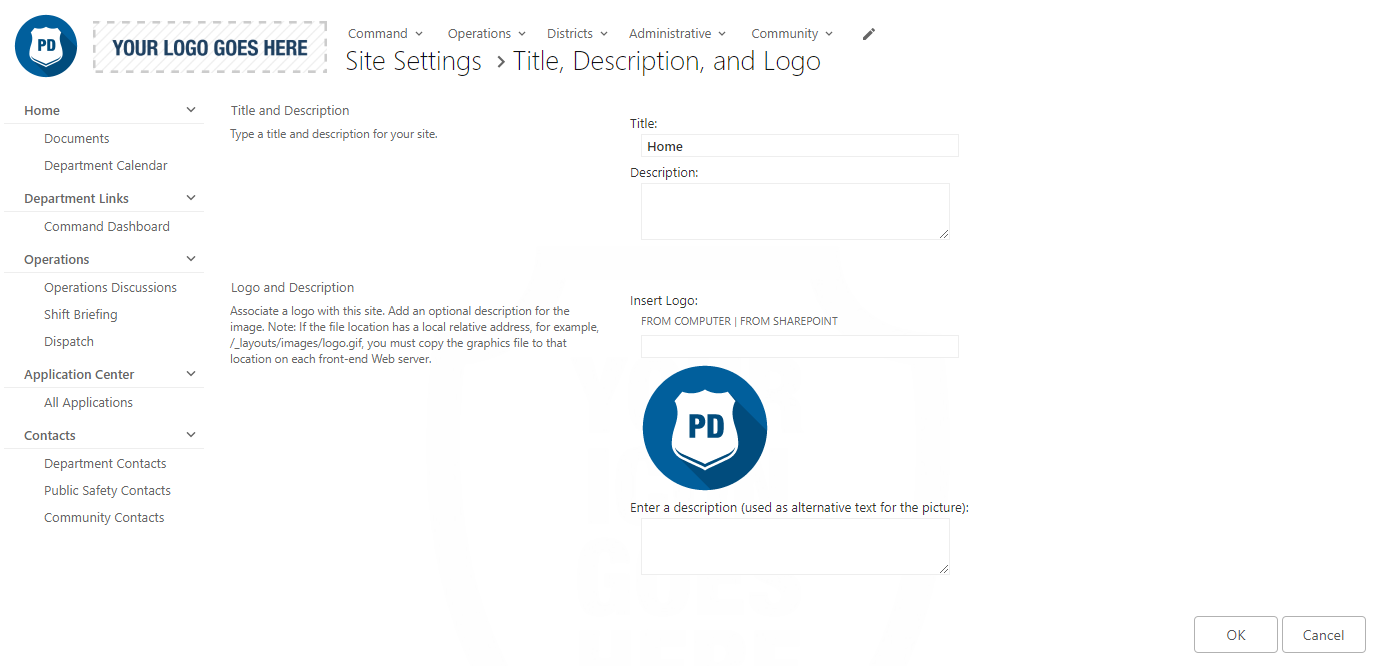 PD
YOUR LOGO GOES HERE
Command
Operations
Districts
Administrative
Community
Site Settings > Title, Description, and Logo
Home
Documents
Department Calendar
Department Links
Command Dashboard
Operations
Operations Discussions
Shift Briefing
Dispatch
Application Center
All Applications
Contacts
Department Contacts
Public Safety Contacts
Community Contacts
Title and Description
Type a title and description for your site.
Title:
Home
Description:
Logo and Description
Associate a logo with this site. Add an optional description for the
image. Note: If the file location has a local relative address, for example,
/_layouts/images/logo.gif, you must copy the graphics file to that
location on each front-end Web server.
Insert Logo:
FROM COMPUTER | FROM SHAREPOINT
PD
Enter a description (used as alternative text for the picture):
YOUR
LOGO
GOES
HERE
OK
Cancel